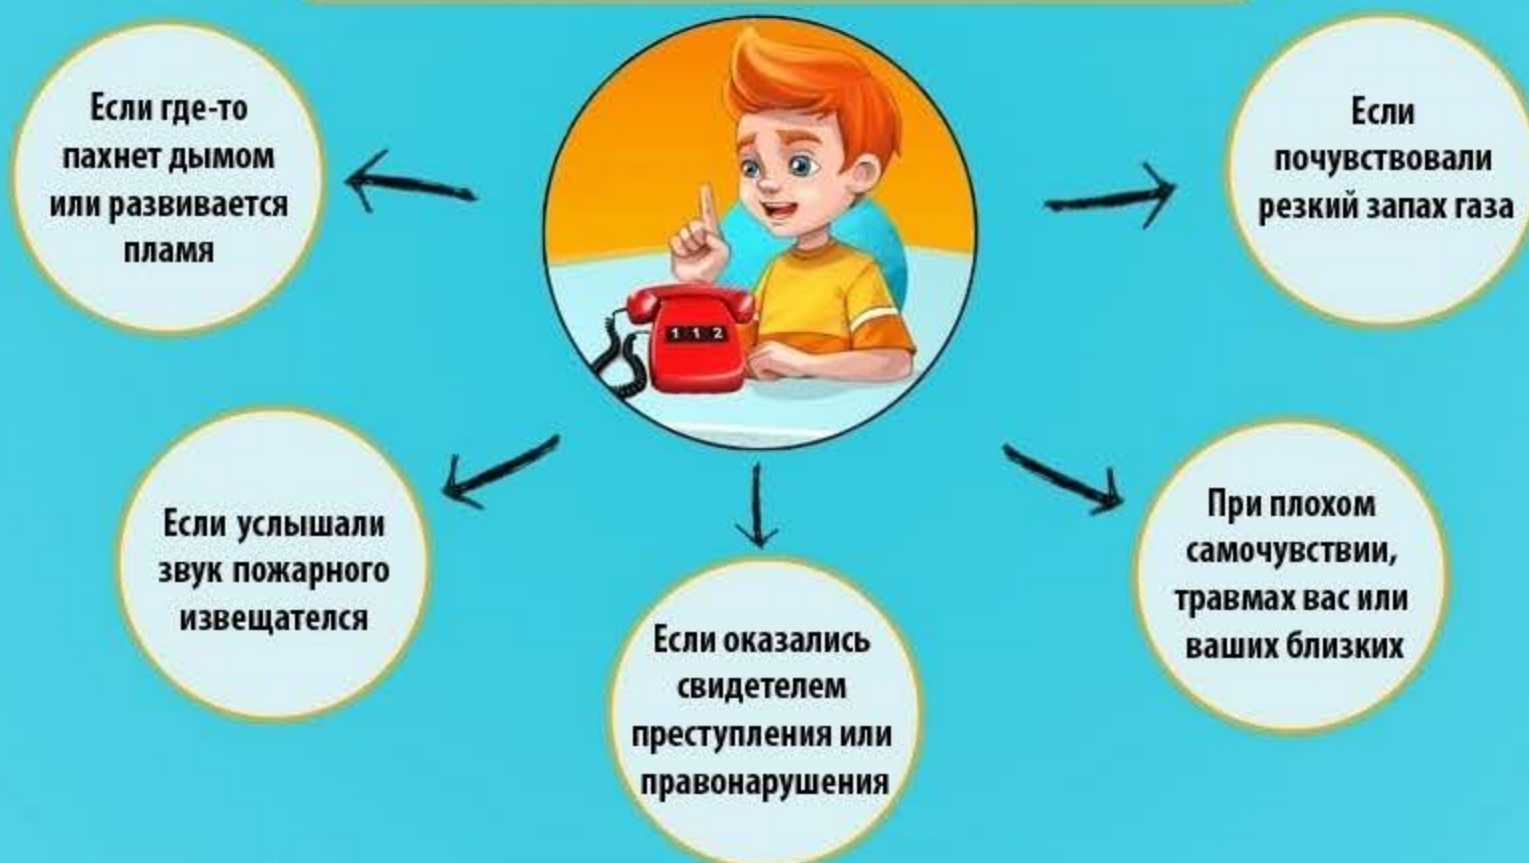 Если где-то
пахнет дымом
или развивается
пламя
Если
почувствовали
резкий запах газа
1 1 2
Если услышали
звук пожарного
извещателся
Если оказались
свидетелем
преступления или
правонарушения
При плохом
самочувствии,
травмах вас или
ваших близких